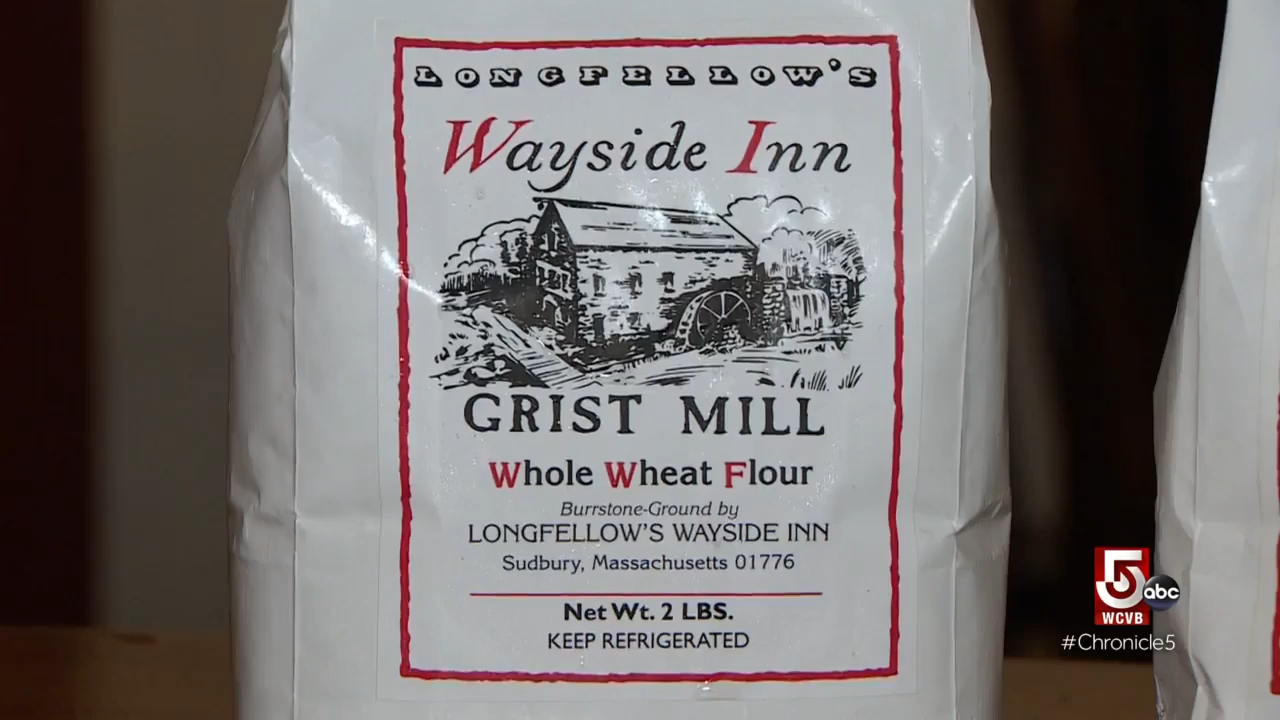 LONGFELLOW'S
Wayside Inn
GRIST MILL
Whole Wheat Flour
Burrstone-Ground by
LONGFELLOW'S WAYSIDE INN
Sudbury, Massachusetts 01776
Net Wt. 2 LBS.
KEEP REFRIGERATED
5
abc
WCVB
#Chronicle5